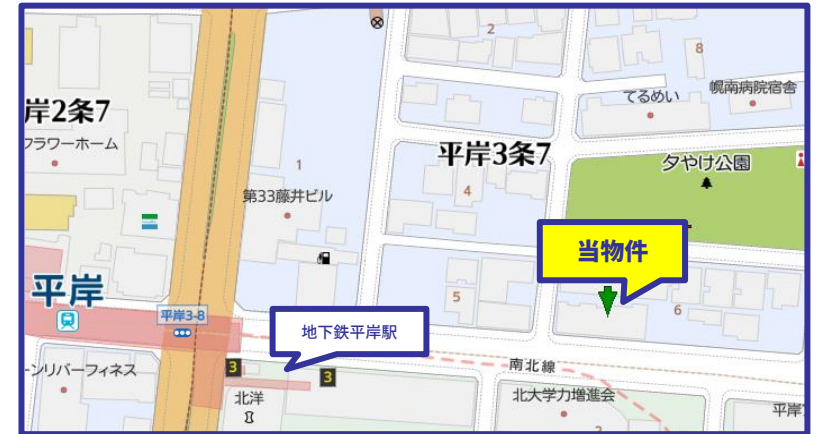 2
8
幌南病院宿舎
てるめい
岸2条7
フラワーホーム
平岸3条7
夕やけ公園
1
4
第33藤井ビル
当物件
平岸
5
6
平岸3-8
地下鉄平岸駅
南北線
ーンリバーフィネス
3
3
北洋
北大学力増進会
平岸
2